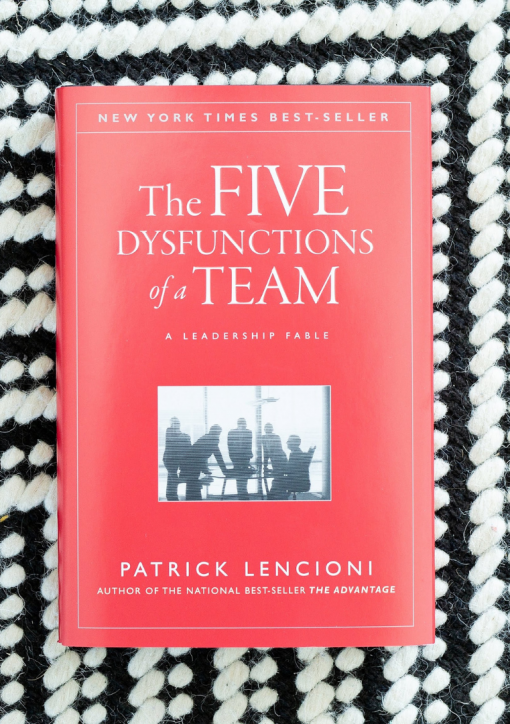 NEW YORK TIMES BEST-SELLER
The FIVE
DYSFUNCTIONS
of a TEAM
A LEADERSHIP FABLE
PATRICK LENCIONI
AUTHOR OF THE NATIONAL BEST-SELLER THE ADVANTAGE